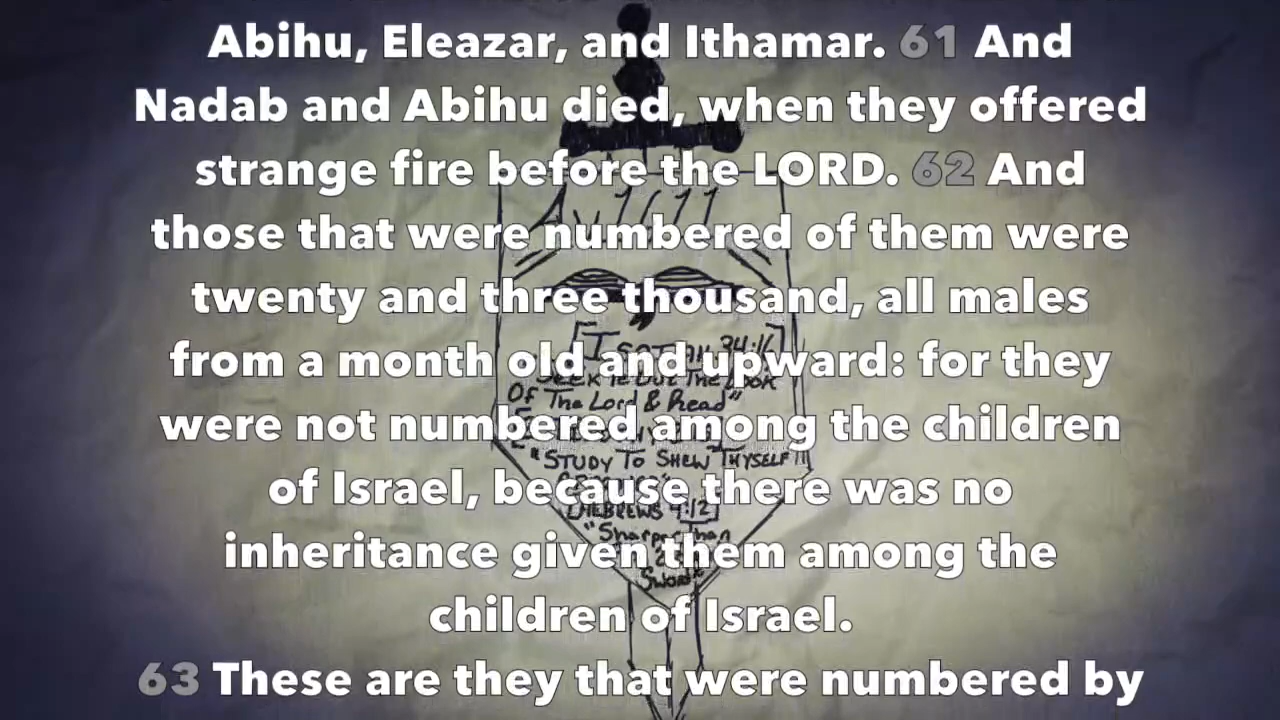 Abihu, Eleazar, and Ithamar. 61 And
Nadab and Abihu died, when they offered
strange fire before the LORD. 62 And
those that were numbered of them were
twenty and three thousand, all males
from a month old and upward: for they
were not numbered among the children
of Israel, because there was no
inheritance given them among the
children of Israel.
63 These are they that were numbered by
Av 1611
34:16
Seek Ye Out The Book
Of The Lord & Read"
"STUDY TO SHEW THYSELF
[HEBREWS 4:12]
"Sharper Than
Sword"